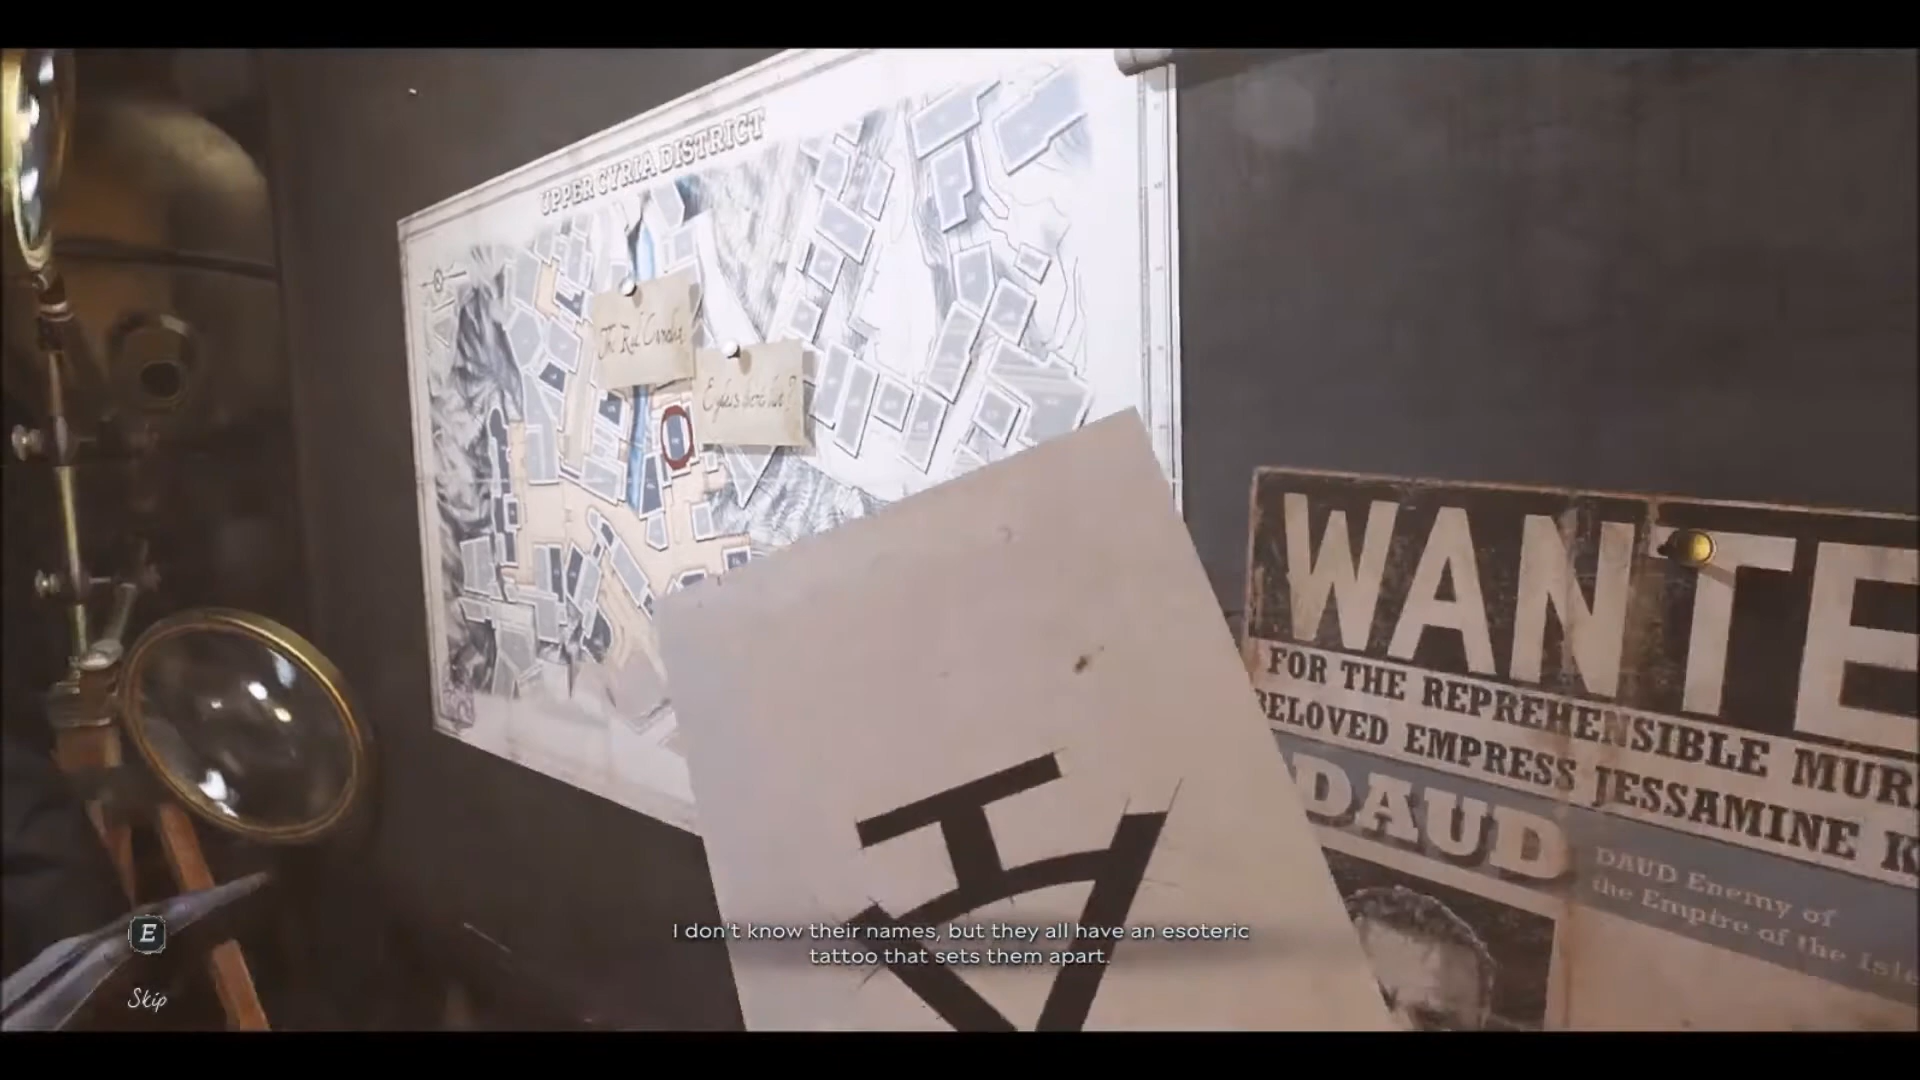 UPPER CYRIA DISTRICT
The Red Camellia
WANTE
FOR THE REPREHENSIBLE MUR
BELOVED EMPRESS JESSAMINE K
DAUD
DAUD Enemy of
the Empire of the Isle
I don't know their names, but they all have an esoteric
tattoo that sets them apart.
E
Skip